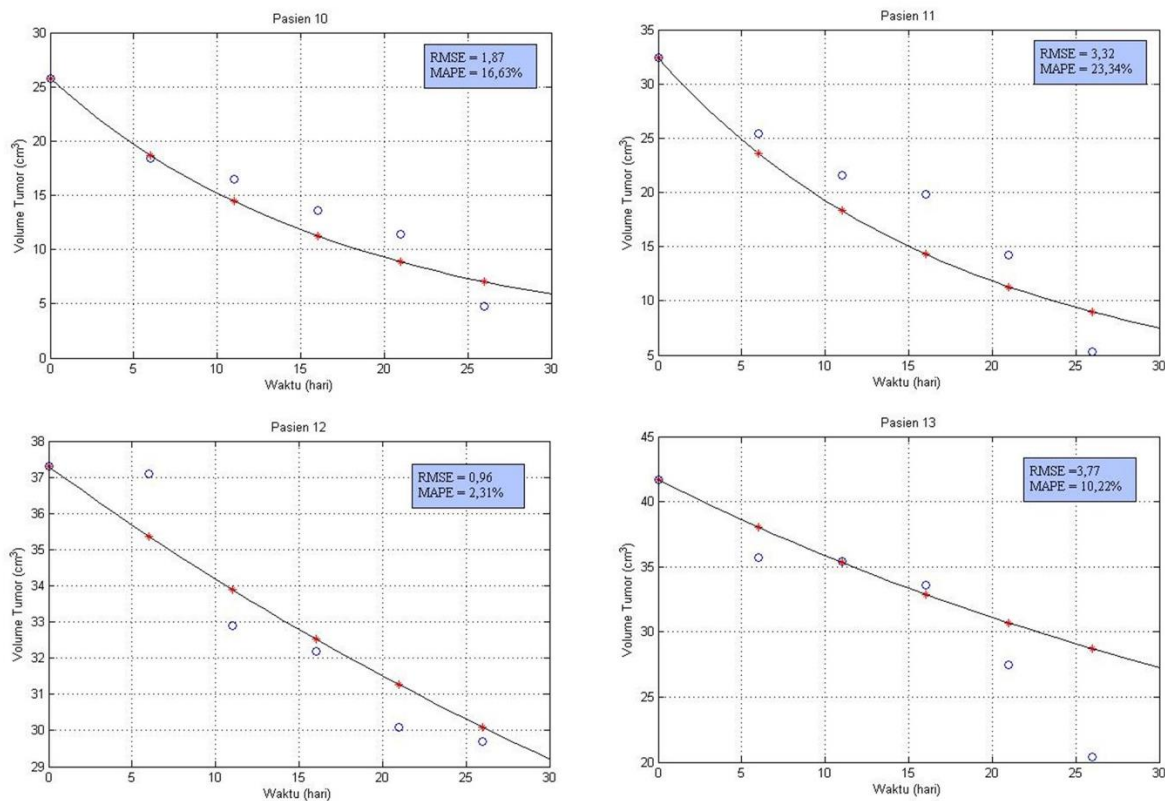 Pasien 10
RMSE = 1,87
MAPE = 16,63%
Volume Tumor (cm³)
30
25
20
15
10
5
0
0 5 10 15 20 25 30
Waktu (hari)
Pasien 11
RMSE = 3,32
MAPE = 23,34%
Volume Tumor (cm³)
35
30
25
20
15
10
5
0 5 10 15 20 25 30
Waktu (hari)
Pasien 12
RMSE = 0,96
MAPE = 2,31%
Volume Tumor (cm³)
38
37
36
35
34
33
32
31
30
29
0 5 10 15 20 25 30
Waktu (hari)
Pasien 13
RMSE =3,77
MAPE = 10,22%
Volume Tumor (cm³)
45
40
35
30
25
20
0 5 10 15 20 25 30
Waktu (hari)